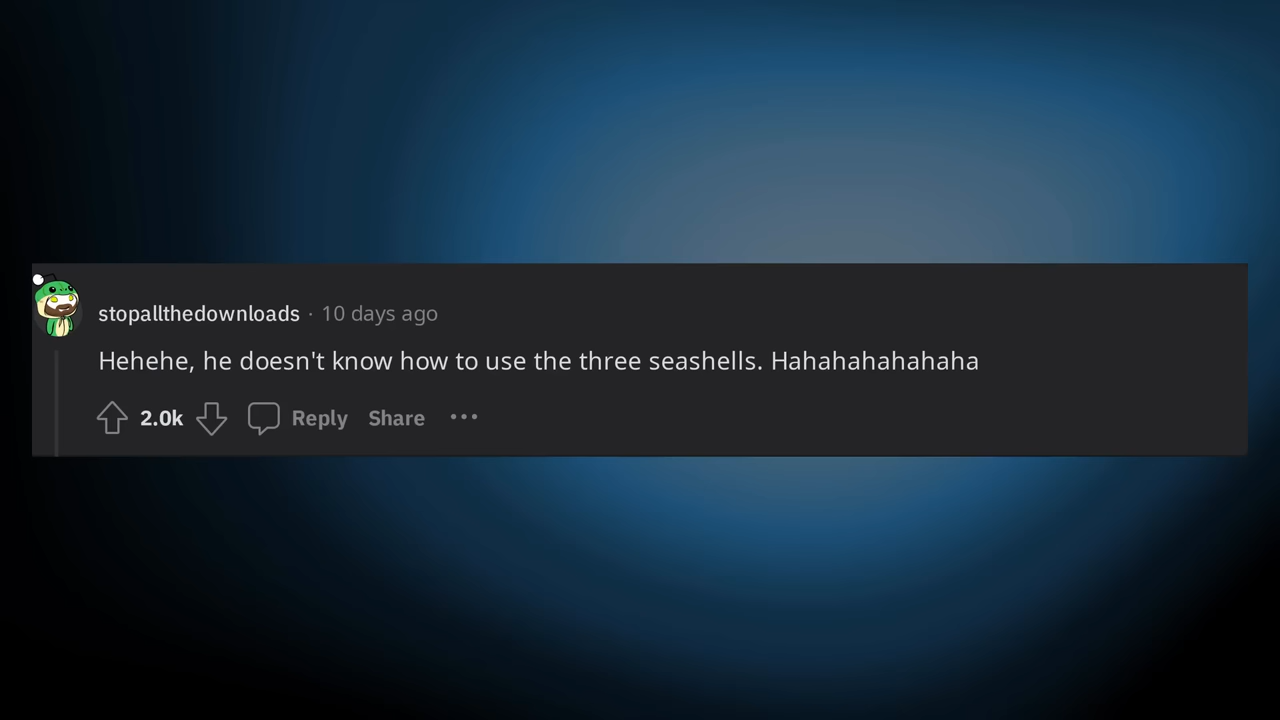 stopallthedownloads · 10 days ago
Hehehe, he doesn't know how to use the three seashells. Hahahahahahaha
2.0k Reply Share ···